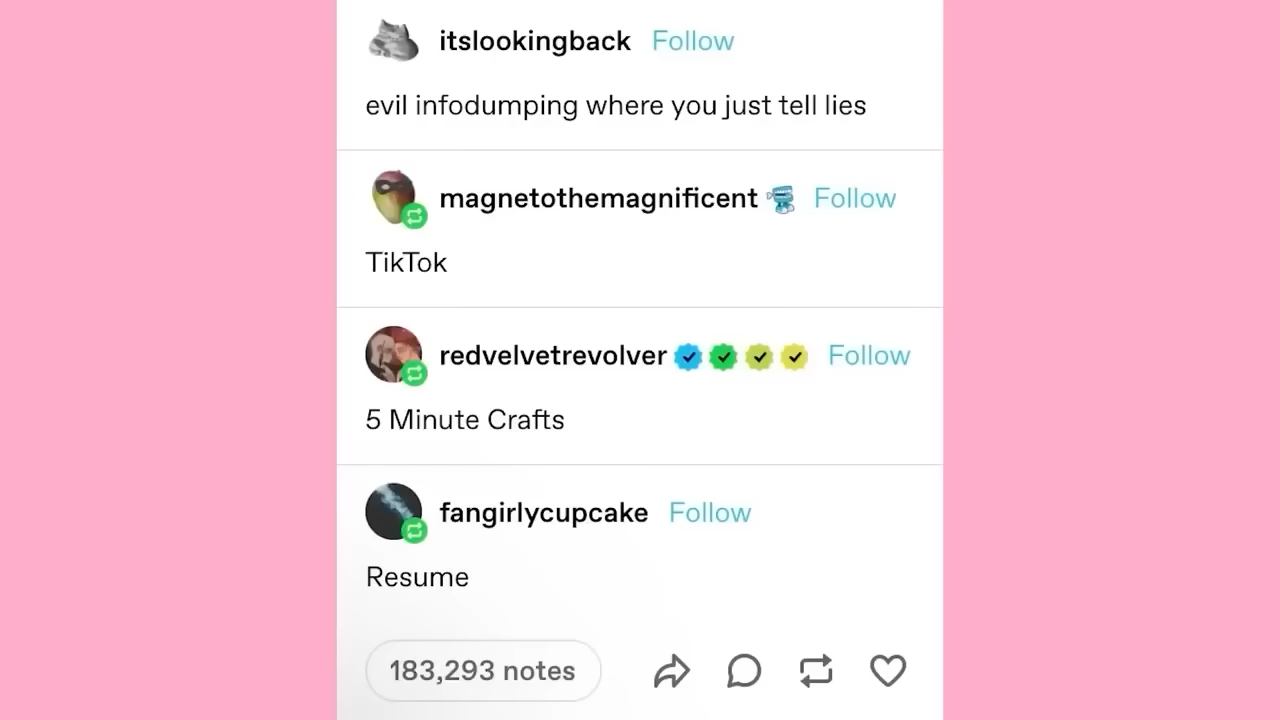 itslookingback Follow
evil infodumping where you just tell lies
magnetothemagnificent Follow
TikTok
redvelvetrevolver Follow
5 Minute Crafts
fangirlycupcake Follow
Resume
183,293 notes